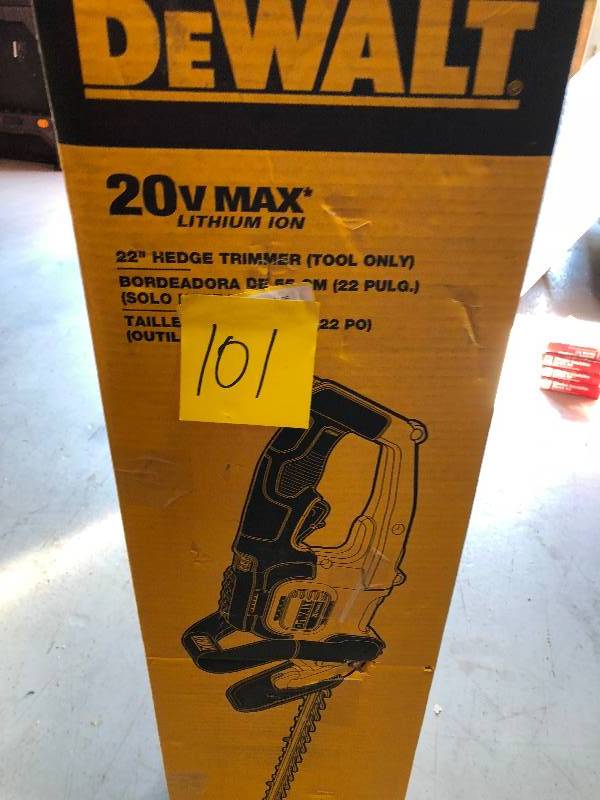 DEWALT®
20V MAX*
LITHIUM ION
22" HEDGE TRIMMER (TOOL ONLY)
BORDEADORA DE 55 CM (22 PULG.)
(SOLO
TAILLE 22 PO)
(OUTIL
101
DEWALT